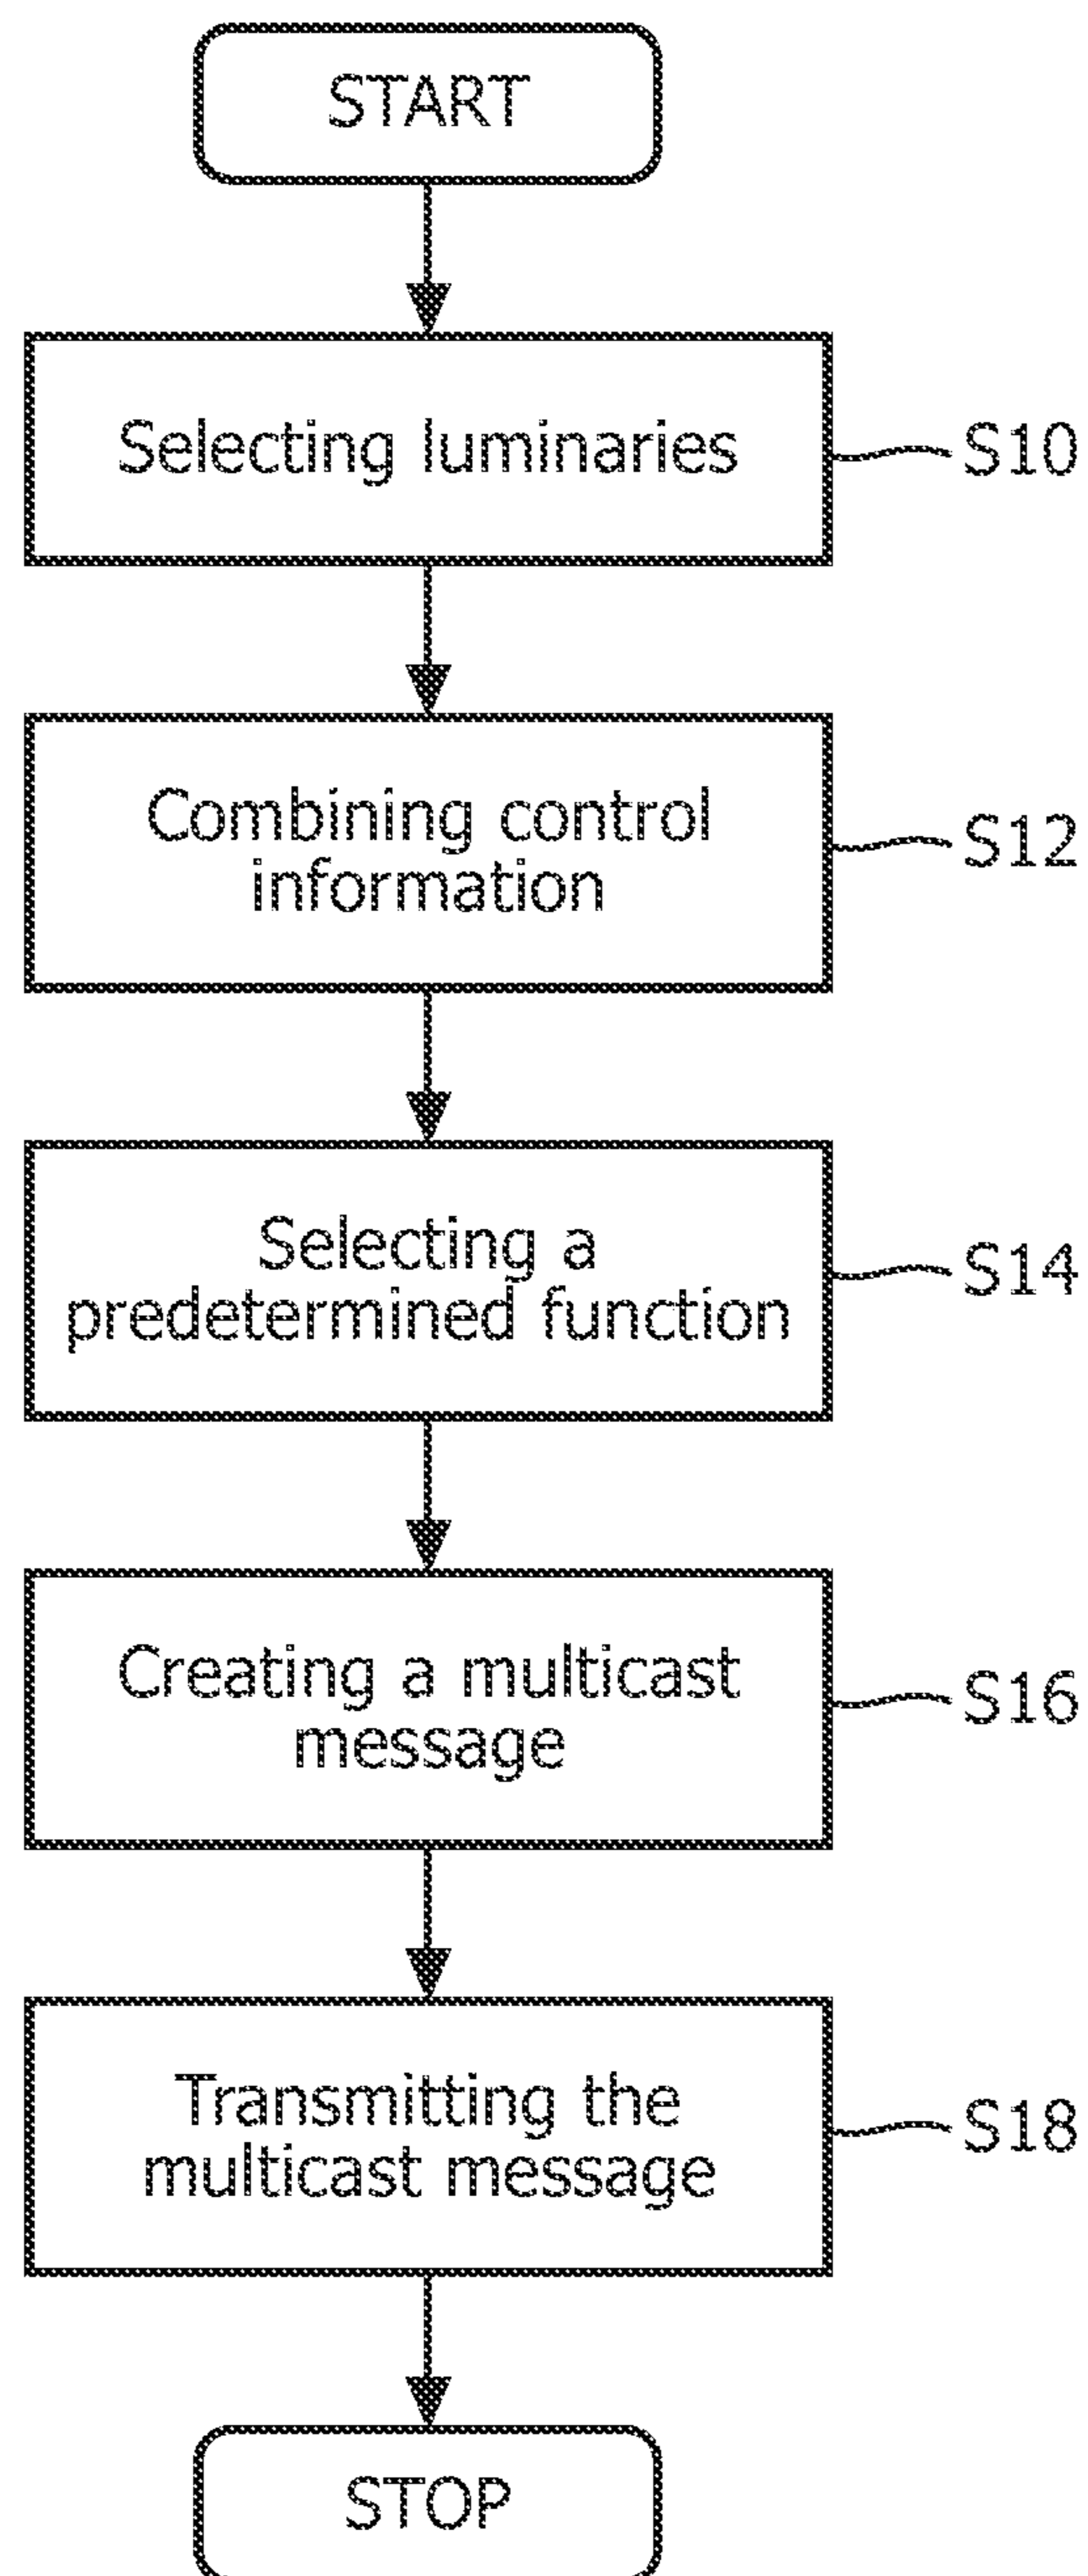 START
Selecting luminaries
S10
Combining control
information
S12
Selecting a
predetermined function
S14
Creating a multicast
message
S16
Transmitting the
multicast message
S18
STOP